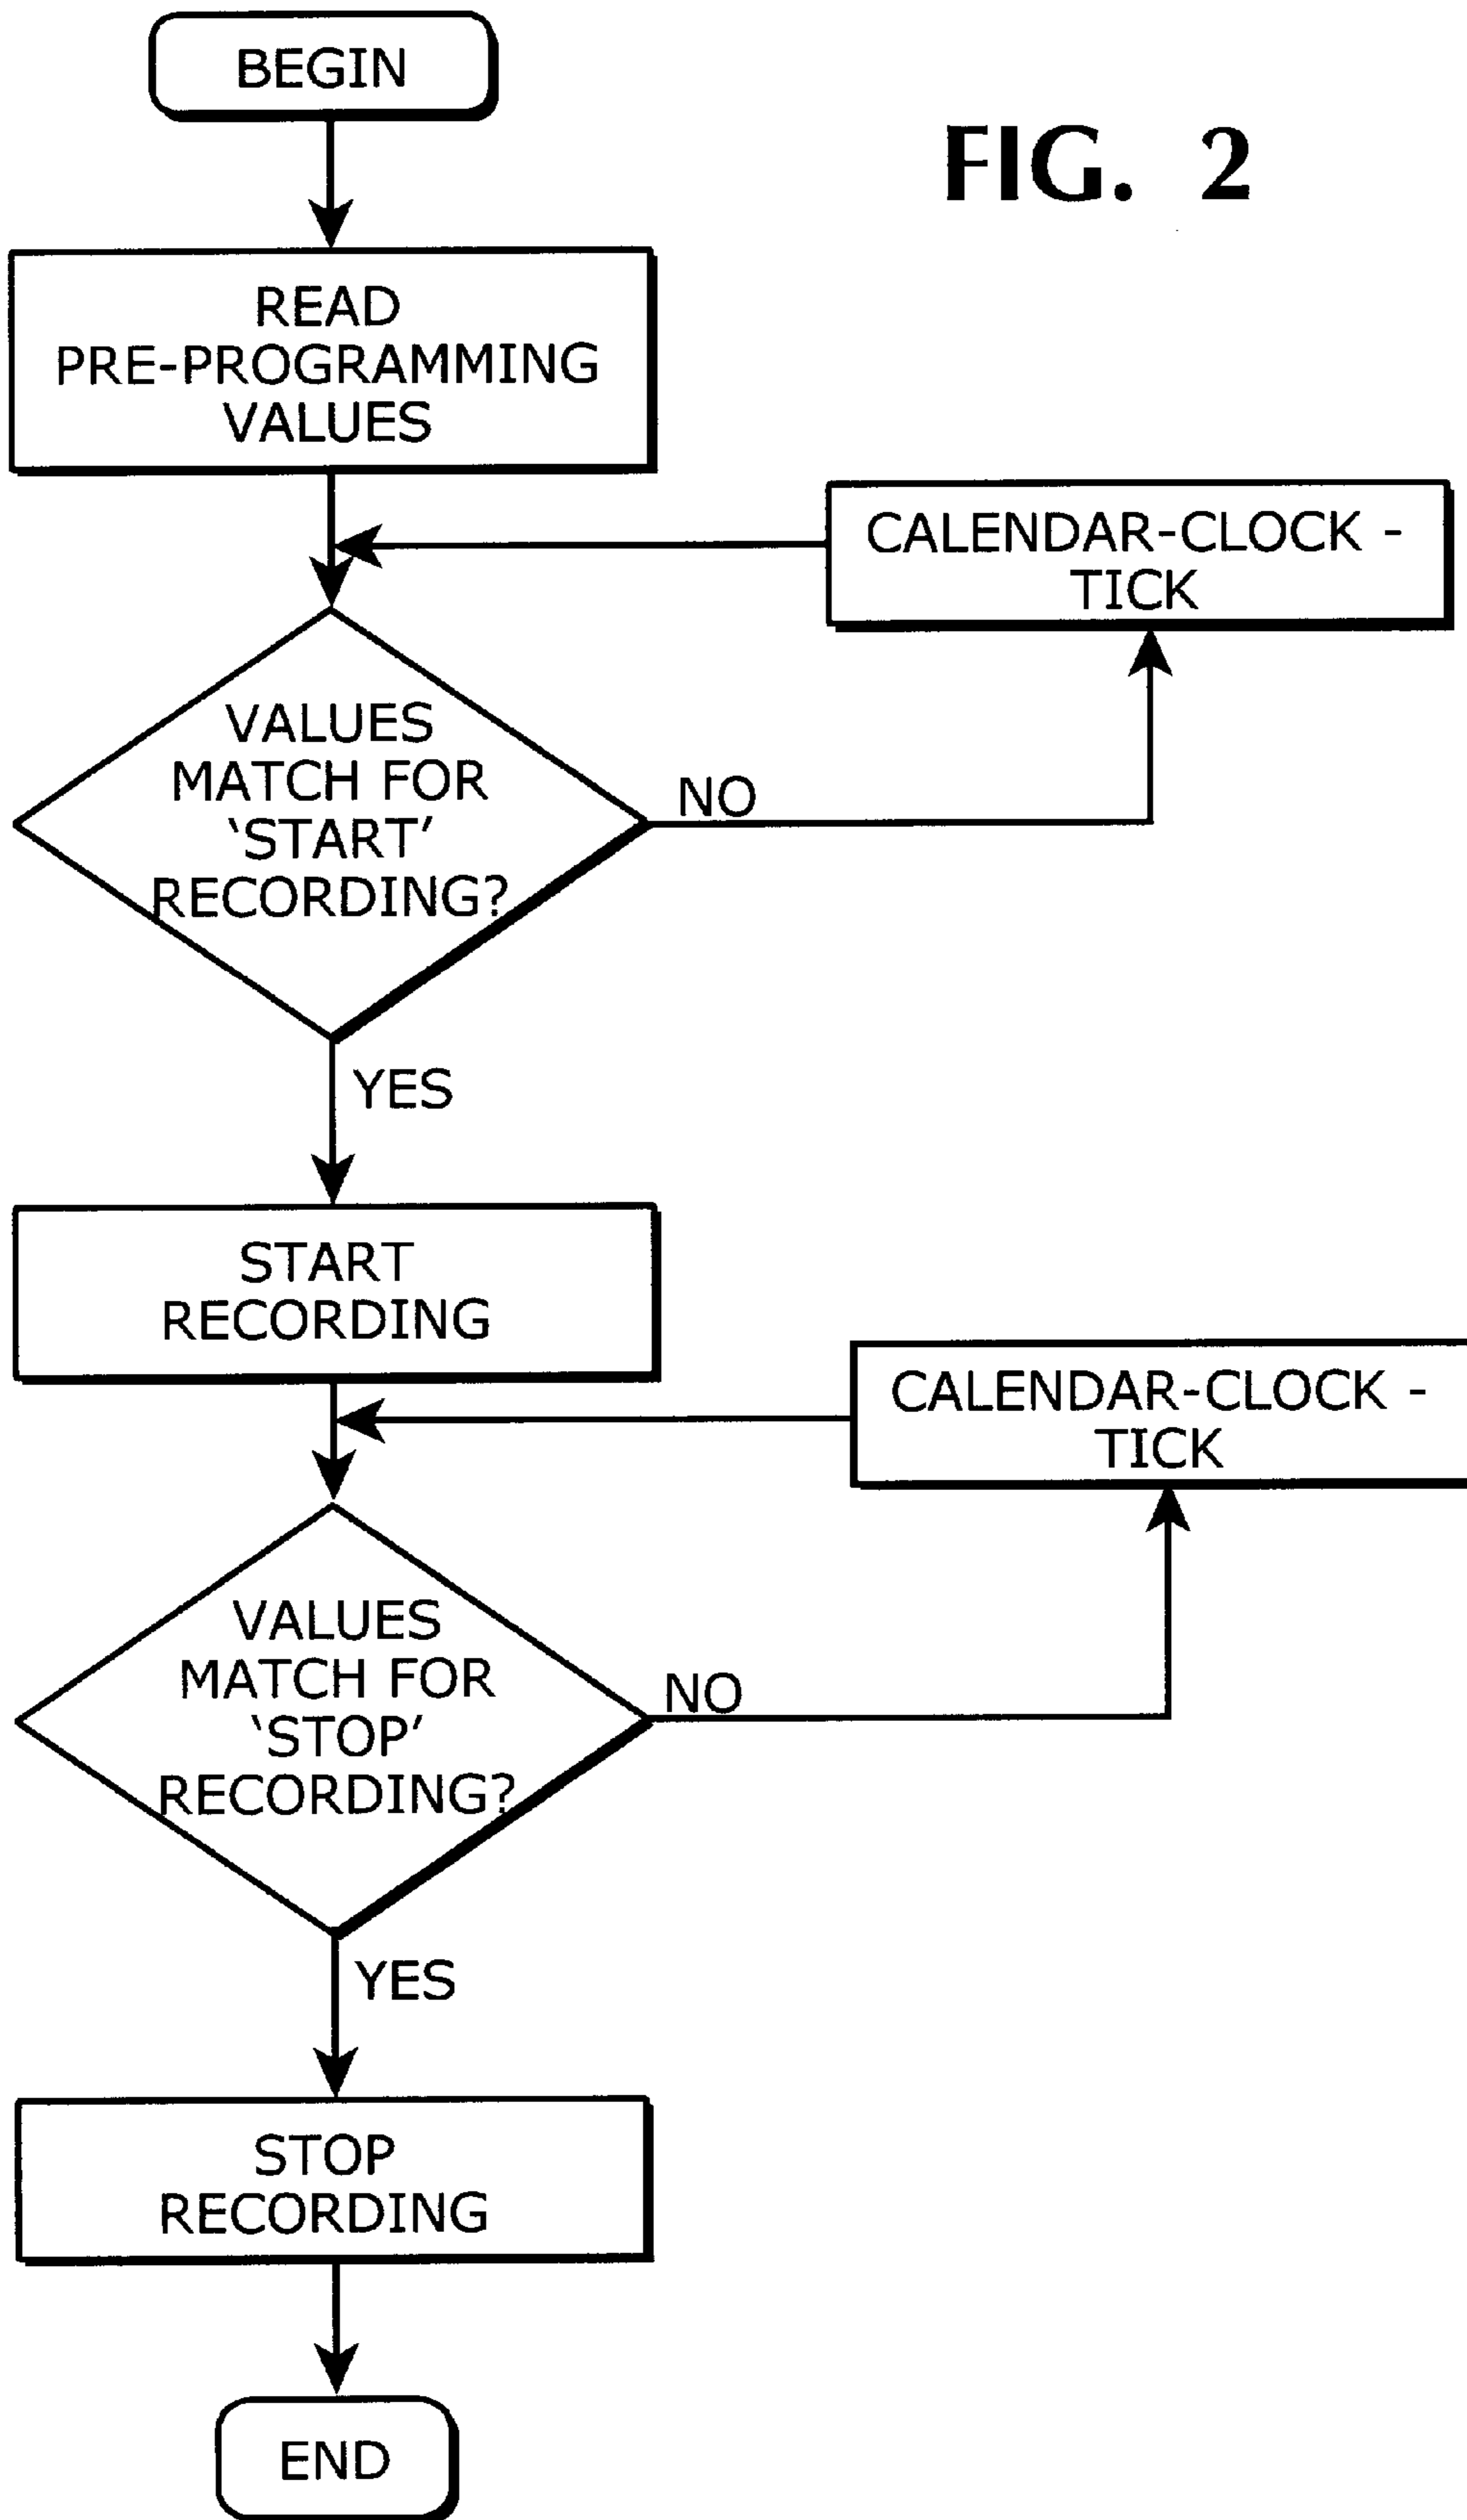 BEGIN
FIG. 2
READ
PRE-PROGRAMMING
VALUES
CALENDAR-CLOCK -
TICK
VALUES
MATCH FOR
‘START’
RECORDING?
NO
YES
START
RECORDING
CALENDAR-CLOCK -
TICK
VALUES
MATCH FOR
‘STOP’
RECORDING?
NO
YES
STOP
RECORDING
END